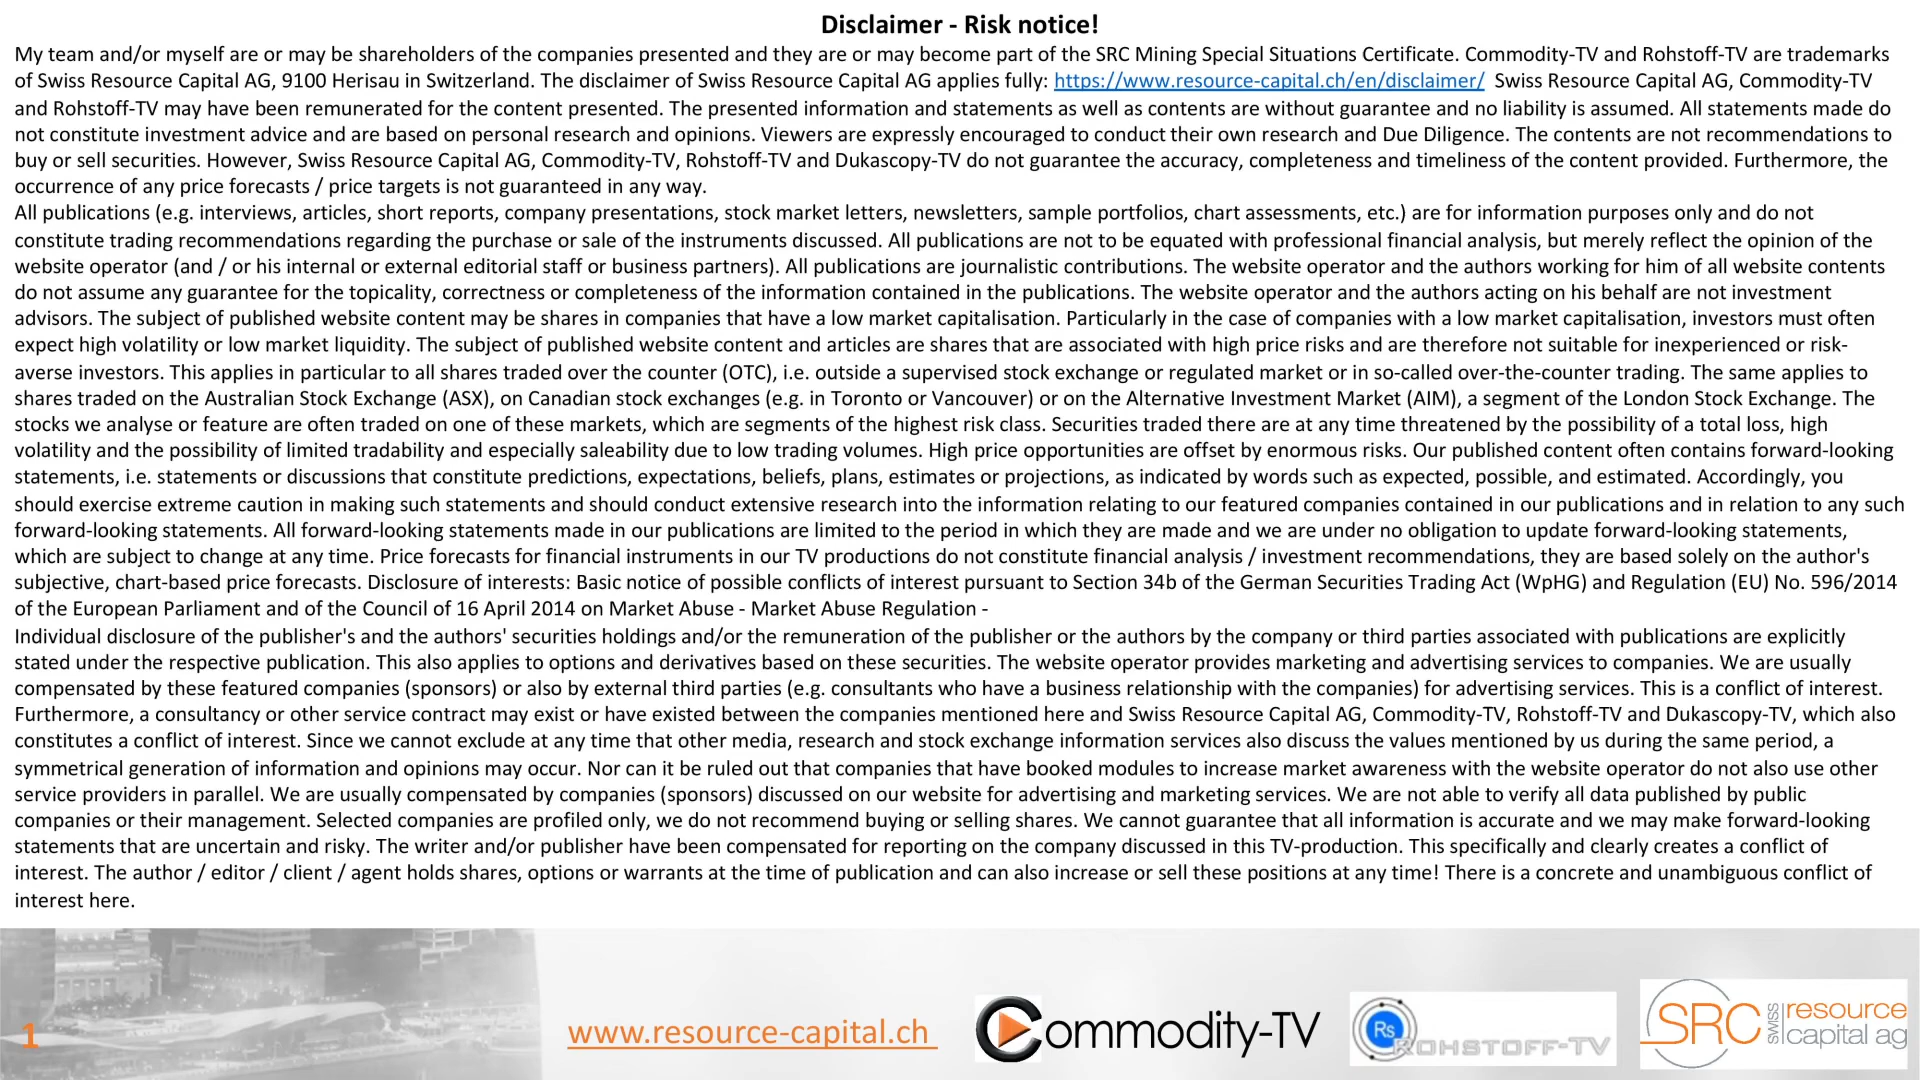 Disclaimer - Risk notice!
My team and/or myself are or may be shareholders of the companies presented and they are or may become part of the SRC Mining Special Situations Certificate. Commodity-TV and Rohstoff-TV are trademarks
of Swiss Resource Capital AG, 9100 Herisau in Switzerland. The disclaimer of Swiss Resource Capital AG applies fully: https://www.resource-capital.ch/en/disclaimer/ Swiss Resource Capital AG, Commodity-TV
and Rohstoff-TV may have been remunerated for the content presented. The presented information and statements as well as contents are without guarantee and no liability is assumed. All statements made do
not constitute investment advice and are based on personal research and opinions. Viewers are expressly encouraged to conduct their own research and Due Diligence. The contents are not recommendations to
buy or sell securities. However, Swiss Resource Capital AG, Commodity-TV, Rohstoff-TV and Dukascopy-TV do not guarantee the accuracy, completeness and timeliness of the content provided. Furthermore, the
occurrence of any price forecasts / price targets is not guaranteed in any way.
All publications (e.g. interviews, articles, short reports, company presentations, stock market letters, newsletters, sample portfolios, chart assessments, etc.) are for information purposes only and do not
constitute trading recommendations regarding the purchase or sale of the instruments discussed. All publications are not to be equated with professional financial analysis, but merely reflect the opinion of the
website operator (and / or his internal or external editorial staff or business partners). All publications are journalistic contributions. The website operator and the authors working for him of all website contents
do not assume any guarantee for the topicality, correctness or completeness of the information contained in the publications. The website operator and the authors acting on his behalf are not investment
advisors. The subject of published website content may be shares in companies that have a low market capitalisation. Particularly in the case of companies with a low market capitalisation, investors must often
expect high volatility or low market liquidity. The subject of published website content and articles are shares that are associated with high price risks and are therefore not suitable for inexperienced or risk-
averse investors. This applies in particular to all shares traded over the counter (OTC), i.e. outside a supervised stock exchange or regulated market or in so-called over-the-counter trading. The same applies to
shares traded on the Australian Stock Exchange (ASX), on Canadian stock exchanges (e.g. in Toronto or Vancouver) or on the Alternative Investment Market (AIM), a segment of the London Stock Exchange. The
stocks we analyse or feature are often traded on one of these markets, which are segments of the highest risk class. Securities traded there are at any time threatened by the possibility of a total loss, high
volatility and the possibility of limited tradability and especially saleability due to low trading volumes. High price opportunities are offset by enormous risks. Our published content often contains forward-looking
statements, i.e. statements or discussions that constitute predictions, expectations, beliefs, plans, estimates or projections, as indicated by words such as expected, possible, and estimated. Accordingly, you
should exercise extreme caution in making such statements and should conduct extensive research into the information relating to our featured companies contained in our publications and in relation to any such
forward-looking statements. All forward-looking statements made in our publications are limited to the period in which they are made and we are under no obligation to update forward-looking statements,
which are subject to change at any time. Price forecasts for financial instruments in our TV productions do not constitute financial analysis / investment recommendations, they are based solely on the author's
subjective, chart-based price forecasts. Disclosure of interests: Basic notice of possible conflicts of interest pursuant to Section 34b of the German Securities Trading Act (WpHG) and Regulation (EU) No. 596/2014
of the European Parliament and of the Council of 16 April 2014 on Market Abuse - Market Abuse Regulation -
Individual disclosure of the publisher's and the authors' securities holdings and/or the remuneration of the publisher or the authors by the company or third parties associated with publications are explicitly
stated under the respective publication. This also applies to options and derivatives based on these securities. The website operator provides marketing and advertising services to companies. We are usually
compensated by these featured companies (sponsors) or also by external third parties (e.g. consultants who have a business relationship with the companies) for advertising services. This is a conflict of interest.
Furthermore, a consultancy or other service contract may exist or have existed between the companies mentioned here and Swiss Resource Capital AG, Commodity-TV, Rohstoff-TV and Dukascopy-TV, which also
constitutes a conflict of interest. Since we cannot exclude at any time that other media, research and stock exchange information services also discuss the values mentioned by us during the same period, a
symmetrical generation of information and opinions may occur. Nor can it be ruled out that companies that have booked modules to increase market awareness with the website operator do not also use other
service providers in parallel. We are usually compensated by companies (sponsors) discussed on our website for advertising and marketing services. We are not able to verify all data published by public
companies or their management. Selected companies are profiled only, we do not recommend buying or selling shares. We cannot guarantee that all information is accurate and we may make forward-looking
statements that are uncertain and risky. The writer and/or publisher have been compensated for reporting on the company discussed in this TV-production. This specifically and clearly creates a conflict of
interest. The author / editor / client / agent holds shares, options or warrants at the time of publication and can also increase or sell these positions at any time! There is a concrete and unambiguous conflict of
interest here.
1
www.resource-capital.ch
Commodity-TV
Rs ROHSTOFF-TV
SRC SWISS resource
capital ag